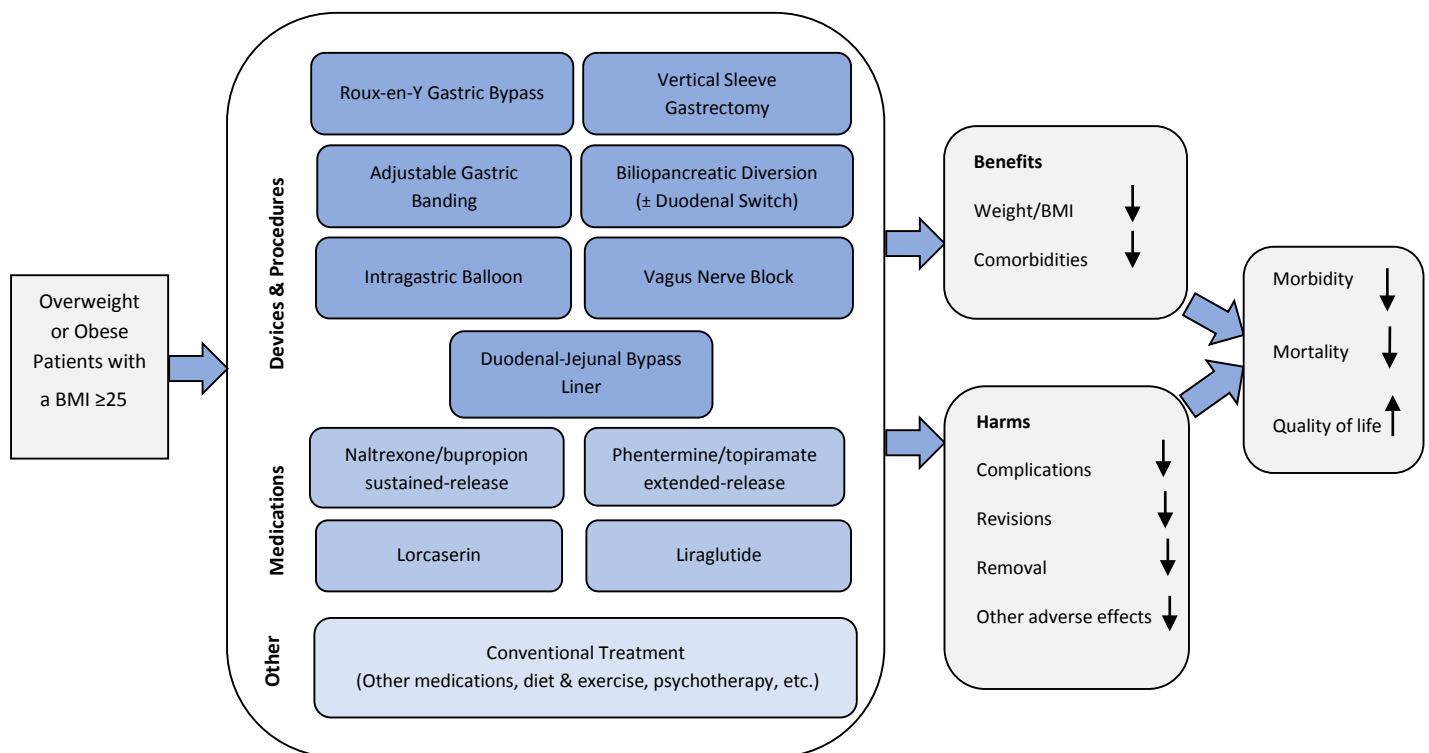 Overweight
or Obese
Patients with
a BMI ≥25
Devices & Procedures
Roux-en-Y Gastric Bypass
Vertical Sleeve
Gastrectomy
Adjustable Gastric
Banding
Biliopancreatic Diversion
(± Duodenal Switch)
Intragastric Balloon
Vagus Nerve Block
Duodenal-Jejunal Bypass
Liner
Medications
Naltrexone/bupropion
sustained-release
Phentermine/topiramate
extended-release
Lorcaserin
Liraglutide
Other
Conventional Treatment
(Other medications, diet & exercise, psychotherapy, etc.)
Benefits
Weight/BMI
Comorbidities
Harms
Complications
Revisions
Removal
Other adverse effects
Morbidity
Mortality
Quality of life